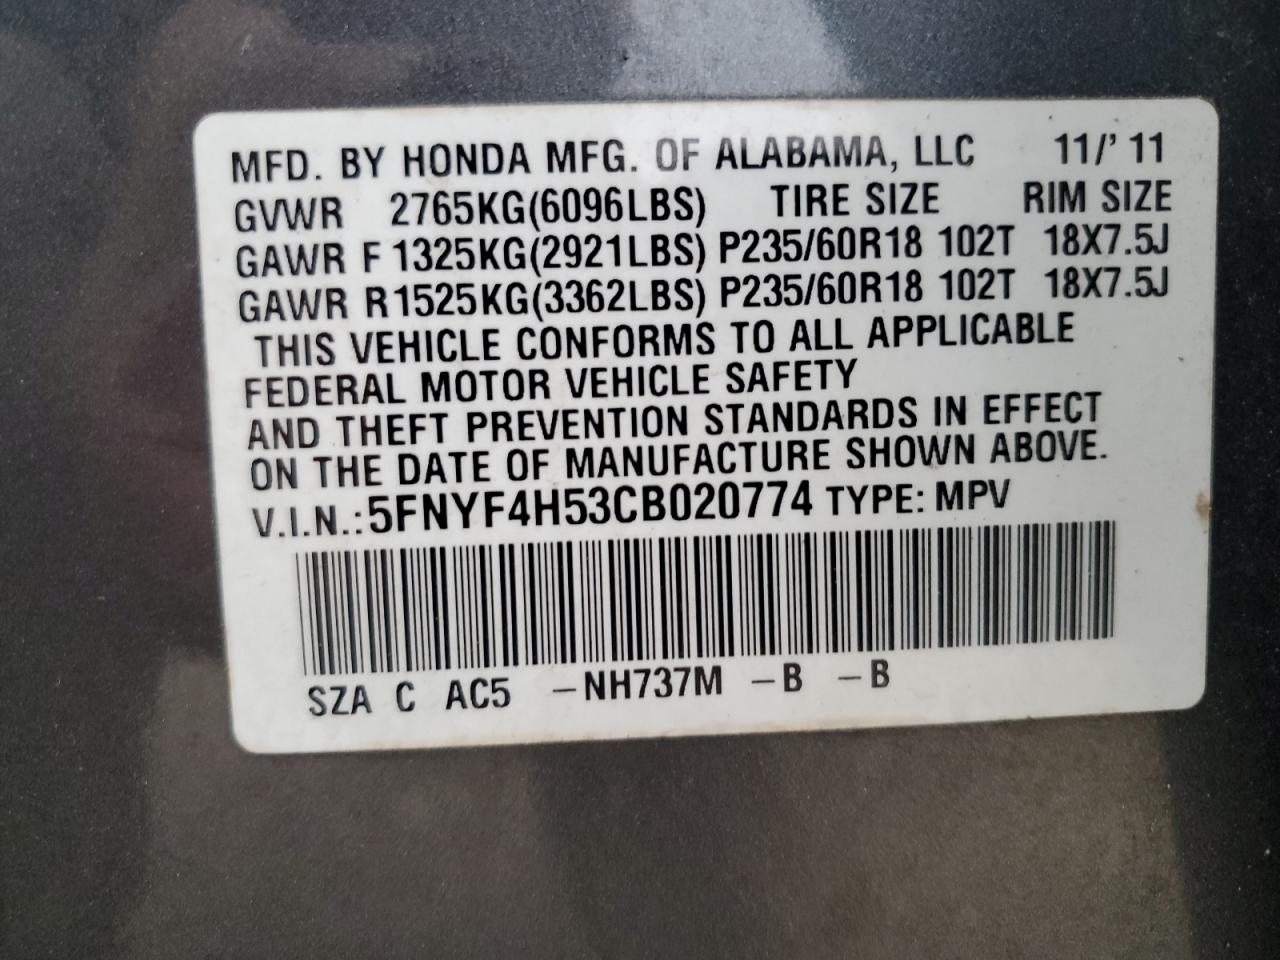 MFD. BY HONDA MFG. OF ALABAMA, LLC 11/' 11
GVWR 2765KG(6096LBS) TIRE SIZE RIM SIZE
GAWR F 1325KG(2921LBS) P235/60R18 102T 18X7.5J
GAWR R 1525KG(3362LBS) P235/60R18 102T 18X7.5J
THIS VEHICLE CONFORMS TO ALL APPLICABLE
FEDERAL MOTOR VEHICLE SAFETY
AND THEFT PREVENTION STANDARDS IN EFFECT
ON THE DATE OF MANUFACTURE SHOWN ABOVE.
V.I.N.: 5FNYF4H53CB020774 TYPE: MPV
SZA C AC5 –NH737M –B –B